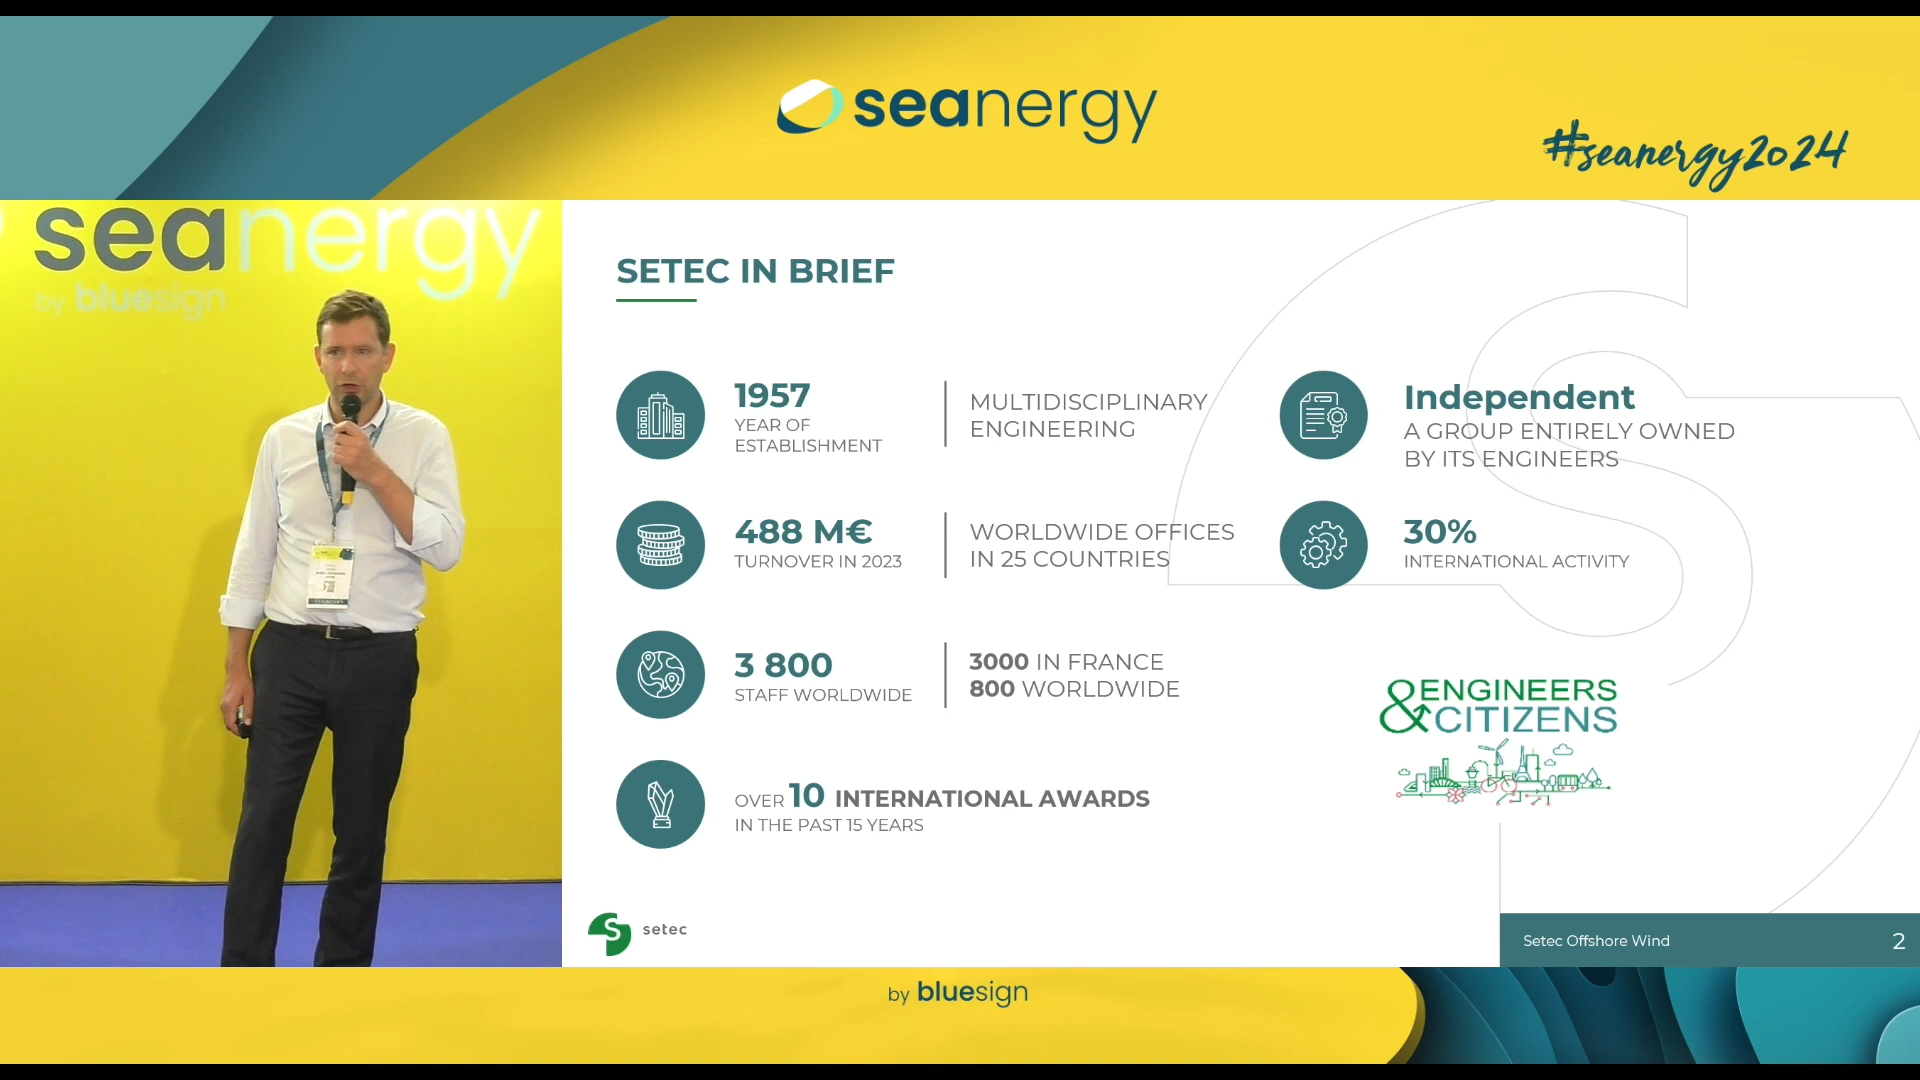 seanergy
#seanergy2024
seanergy
by bluesign
SETEC IN BRIEF
1957
YEAR OF
ESTABLISHMENT
MULTIDISCIPLINARY
ENGINEERING
Independent
A GROUP ENTIRELY OWNED
BY ITS ENGINEERS
488 M€
TURNOVER IN 2023
WORLDWIDE OFFICES
IN 25 COUNTRIES
30%
INTERNATIONAL ACTIVITY
3 800
STAFF WORLDWIDE
3000 IN FRANCE
800 WORLDWIDE
ENGINEERS
&CITIZENS
OVER 10 INTERNATIONAL AWARDS
IN THE PAST 15 YEARS
S setec
Setec Offshore Wind 2
by bluesign